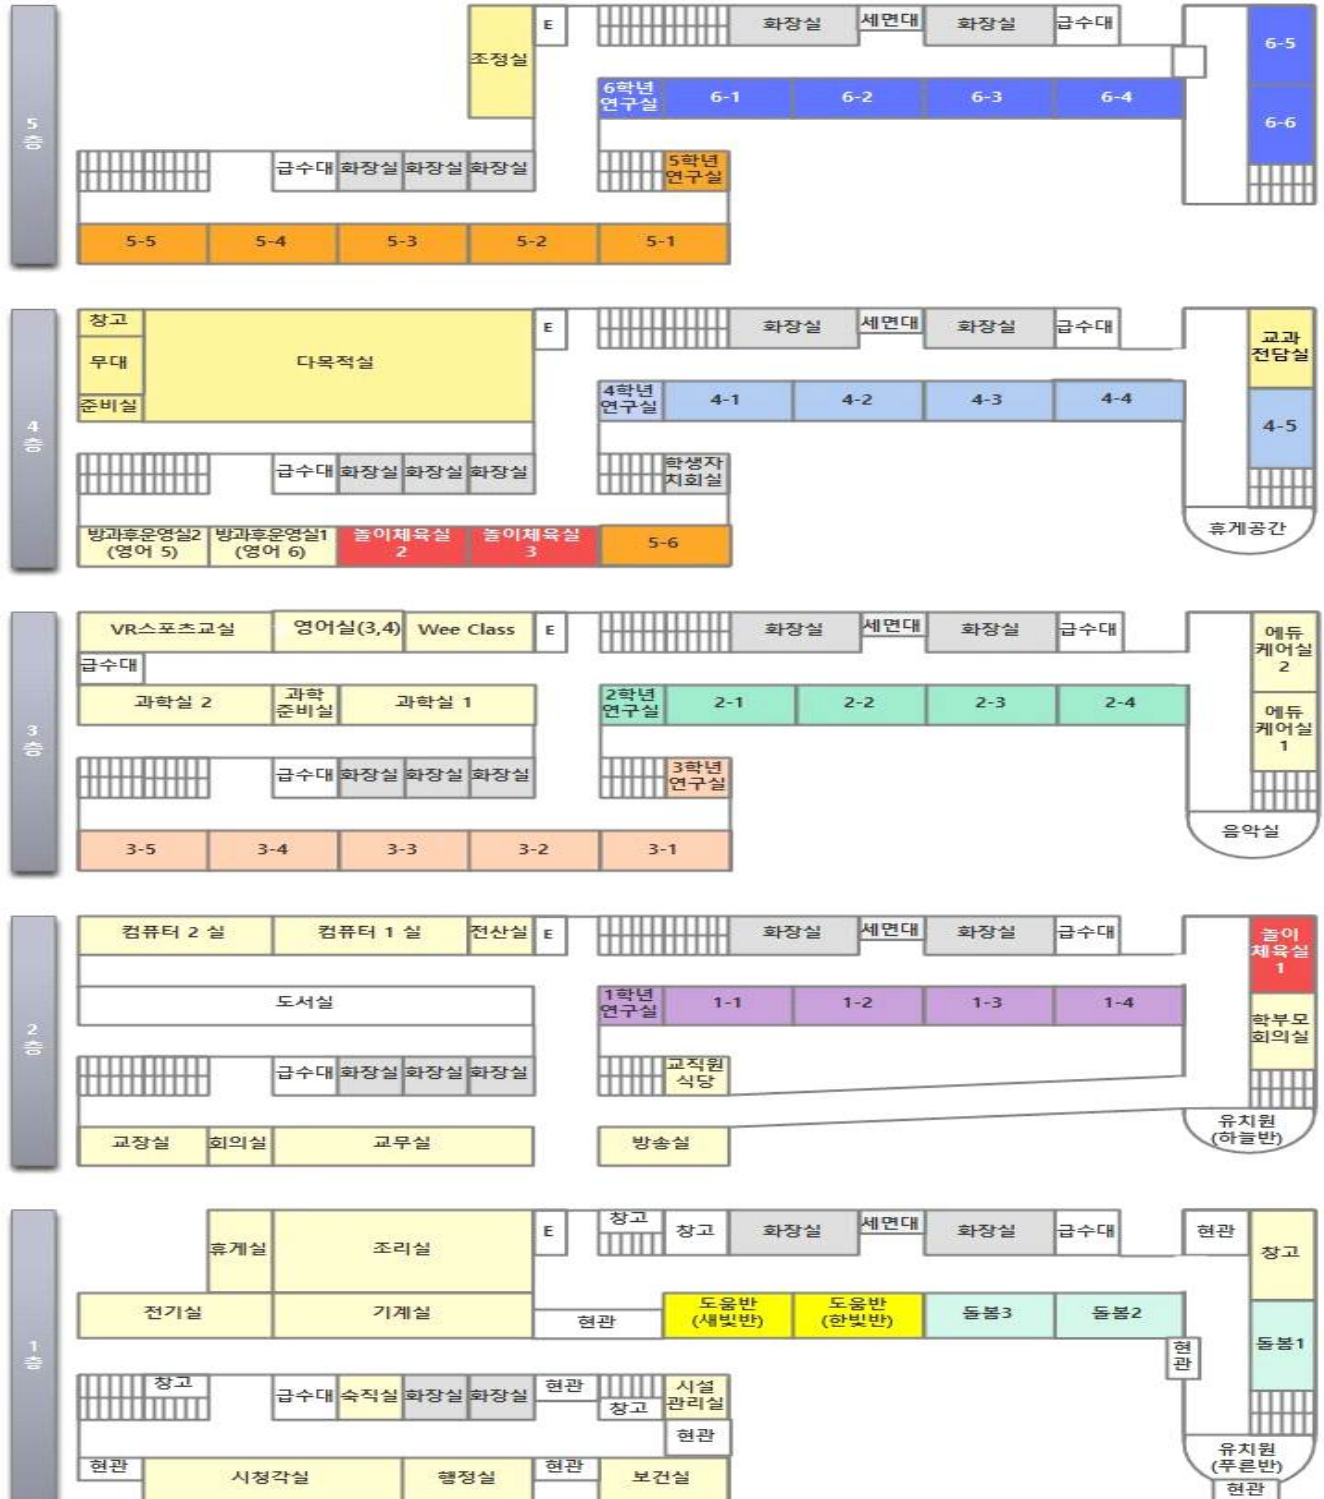 5
층
조정실
E
화장실
세면대
화장실
급수대
6-5
6학년
연구실
6-1
6-2
6-3
6-4
6-6
급수대
화장실
화장실
화장실
5학년
연구실
5-5
5-4
5-3
5-2
5-1
4
층
창고
무대
준비실
다목적실
E
화장실
세면대
화장실
급수대
교과
전담실
4학년
연구실
4-1
4-2
4-3
4-4
4-5
급수대
화장실
화장실
화장실
학생자
치회실
휴게공간
방과후운영실2
(영어 5)
방과후운영실1
(영어 6)
놀이체육실
2
놀이체육실
3
5-6
3
층
VR스포츠교실
영어실(3,4)
Wee Class
E
화장실
세면대
화장실
급수대
에듀
케어실
2
급수대
과학실 2
과학
준비실
과학실 1
2학년
연구실
2-1
2-2
2-3
2-4
에듀
케어실
1
급수대
화장실
화장실
화장실
3학년
연구실
음악실
3-5
3-4
3-3
3-2
3-1
2
층
컴퓨터 2 실
컴퓨터 1 실
전산실
E
화장실
세면대
화장실
급수대
놀이
체육실
1
도서실
1학년
연구실
1-1
1-2
1-3
1-4
학부모
회의실
급수대
화장실
화장실
화장실
교직원
식당
유치원
(하늘반)
교장실
회의실
교무실
방송실
1
층
휴게실
조리실
E
창고
창고
화장실
세면대
화장실
급수대
현관
창고
전기실
기계실
현관
도움반
(새빛반)
도움반
(한빛반)
돌봄3
돌봄2
현
관
돌봄1
창고
급수대
숙직실
화장실
화장실
현관
창고
시설
관리실
현관
유치원
(푸른반)
현관
현관
시청각실
행정실
현관
보건실